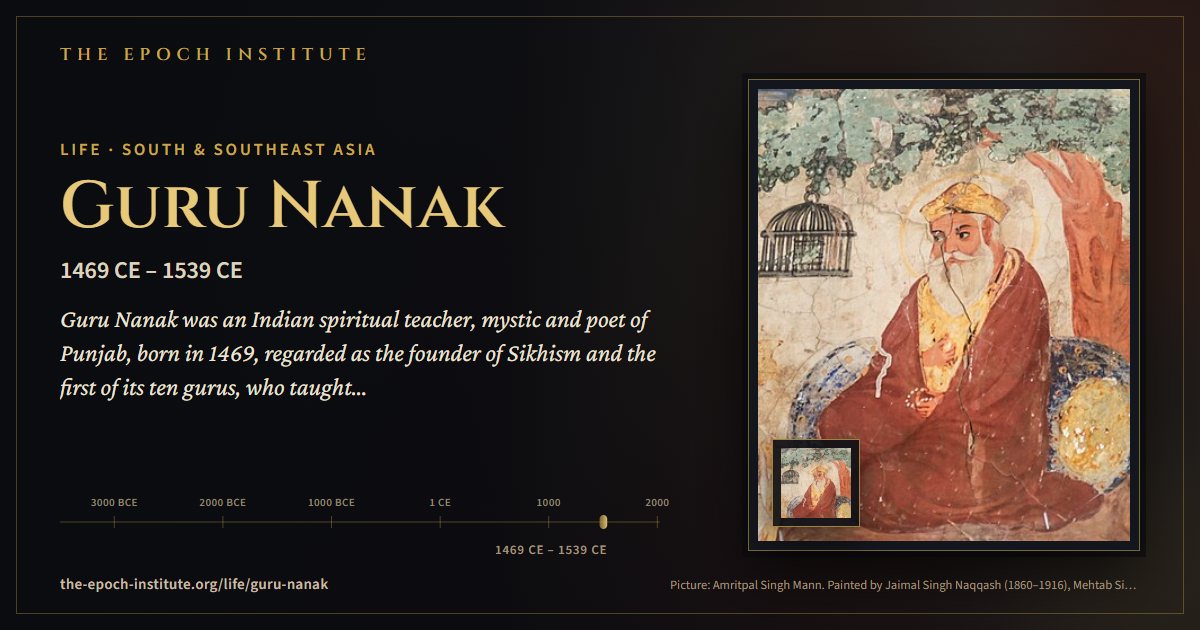 THE EPOCH INSTITUTE
LIFE · SOUTH & SOUTHEAST ASIA
GURU NANAK
1469 CE – 1539 CE
Guru Nanak was an Indian spiritual teacher, mystic and poet of
Punjab, born in 1469, regarded as the founder of Sikhism and the
first of its ten gurus, who taught...
3000 BCE 2000 BCE 1000 BCE 1 CE 1000 2000
1469 CE – 1539 CE
the-epoch-institute.org/life/guru-nanak
Picture: Amritpal Singh Mann. Painted by Jaimal Singh Naqqash (1860–1916), Mehtab Si...